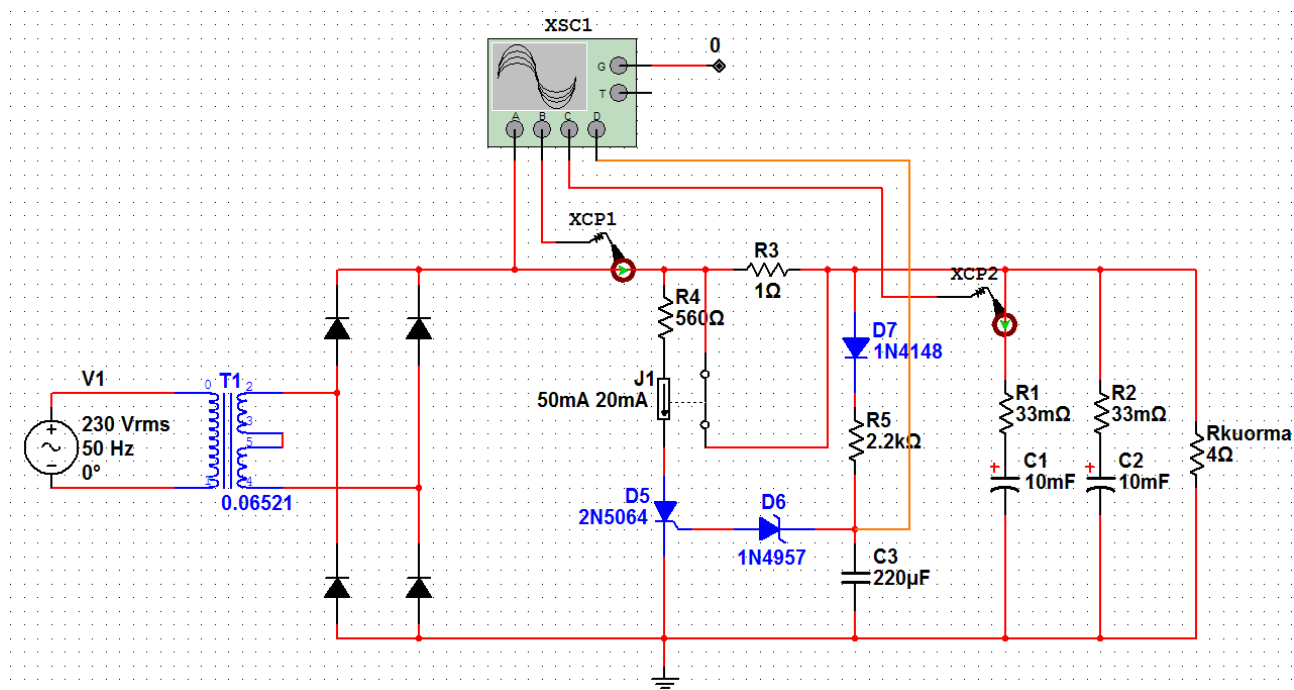 XSC1
0
G
T
A B C D
XCP1
R3
1Ω
XCP2
R4
560Ω
D7
1N4148
V1
T1
0
2
J1
50mA 20mA
R1
33mΩ
R2
33mΩ
230 Vrms
50 Hz
0°
3
5
R5
2.2kΩ
Rkuorma
4Ω
1
4
0.06521
C1
10mF
C2
10mF
D5
2N5064
D6
1N4957
C3
220µF